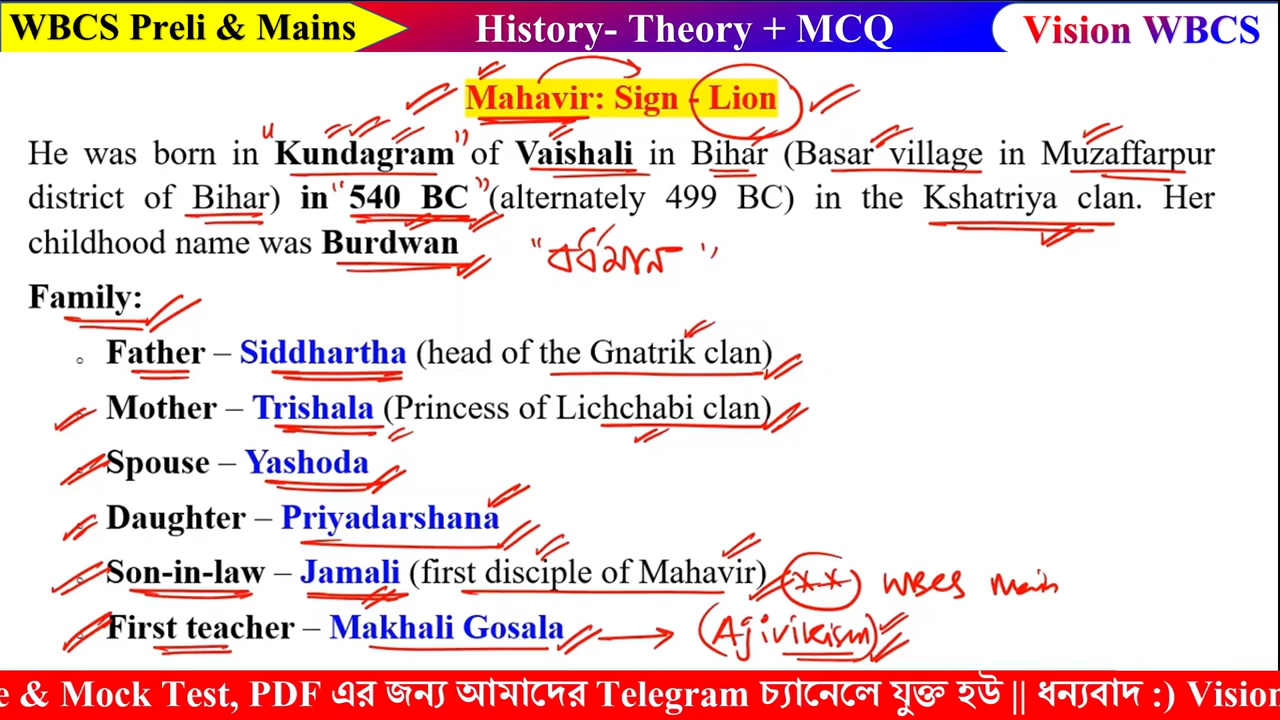 WBCS Preli & Mains
History- Theory + MCQ
Vision WBCS
Mahavir: Sign - Lion
He was born in "Kundagram" of Vaishali in Bihar (Basar village in Muzaffarpur
district of Bihar) in "540 BC" (alternately 499 BC) in the Kshatriya clan. Her
childhood name was Burdwan "বর্ধমান"
Family:
Father – Siddhartha (head of the Gnatrik clan)
Mother – Trishala (Princess of Lichchabi clan)
Spouse – Yashoda
Daughter – Priyadarshana
Son-in-law – Jamali (first disciple of Mahavir) (**) WBCS Main
First teacher – Makhali Gosala → (Ajivikism)
e & Mock Test, PDF এর জন্য আমাদের Telegram চ্যানেলে যুক্ত হউ || ধন্যবাদ :) Vision